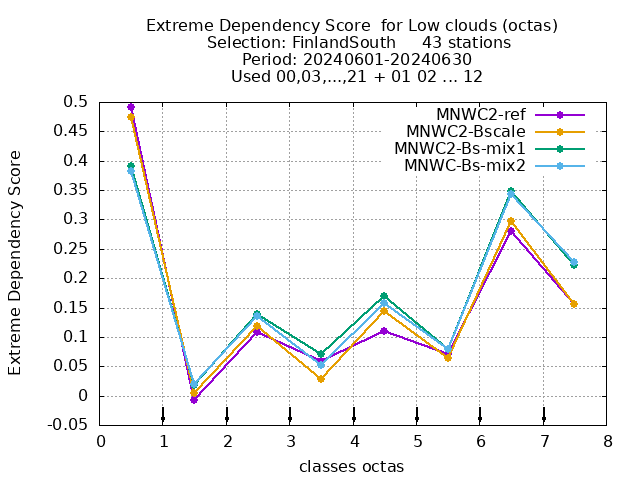 Extreme Dependency Score  for Low clouds (octas)
Selection: FinlandSouth     43 stations
Period: 20240601-20240630
Used 00,03,...,21 + 01 02 ... 12
MNWC2-ref
MNWC2-Bscale
MNWC2-Bs-mix1
MNWC-Bs-mix2
Extreme Dependency Score
0.5
0.45
0.4
0.35
0.3
0.25
0.2
0.15
0.1
0.05
0
-0.05
0 1 2 3 4 5 6 7 8
classes octas